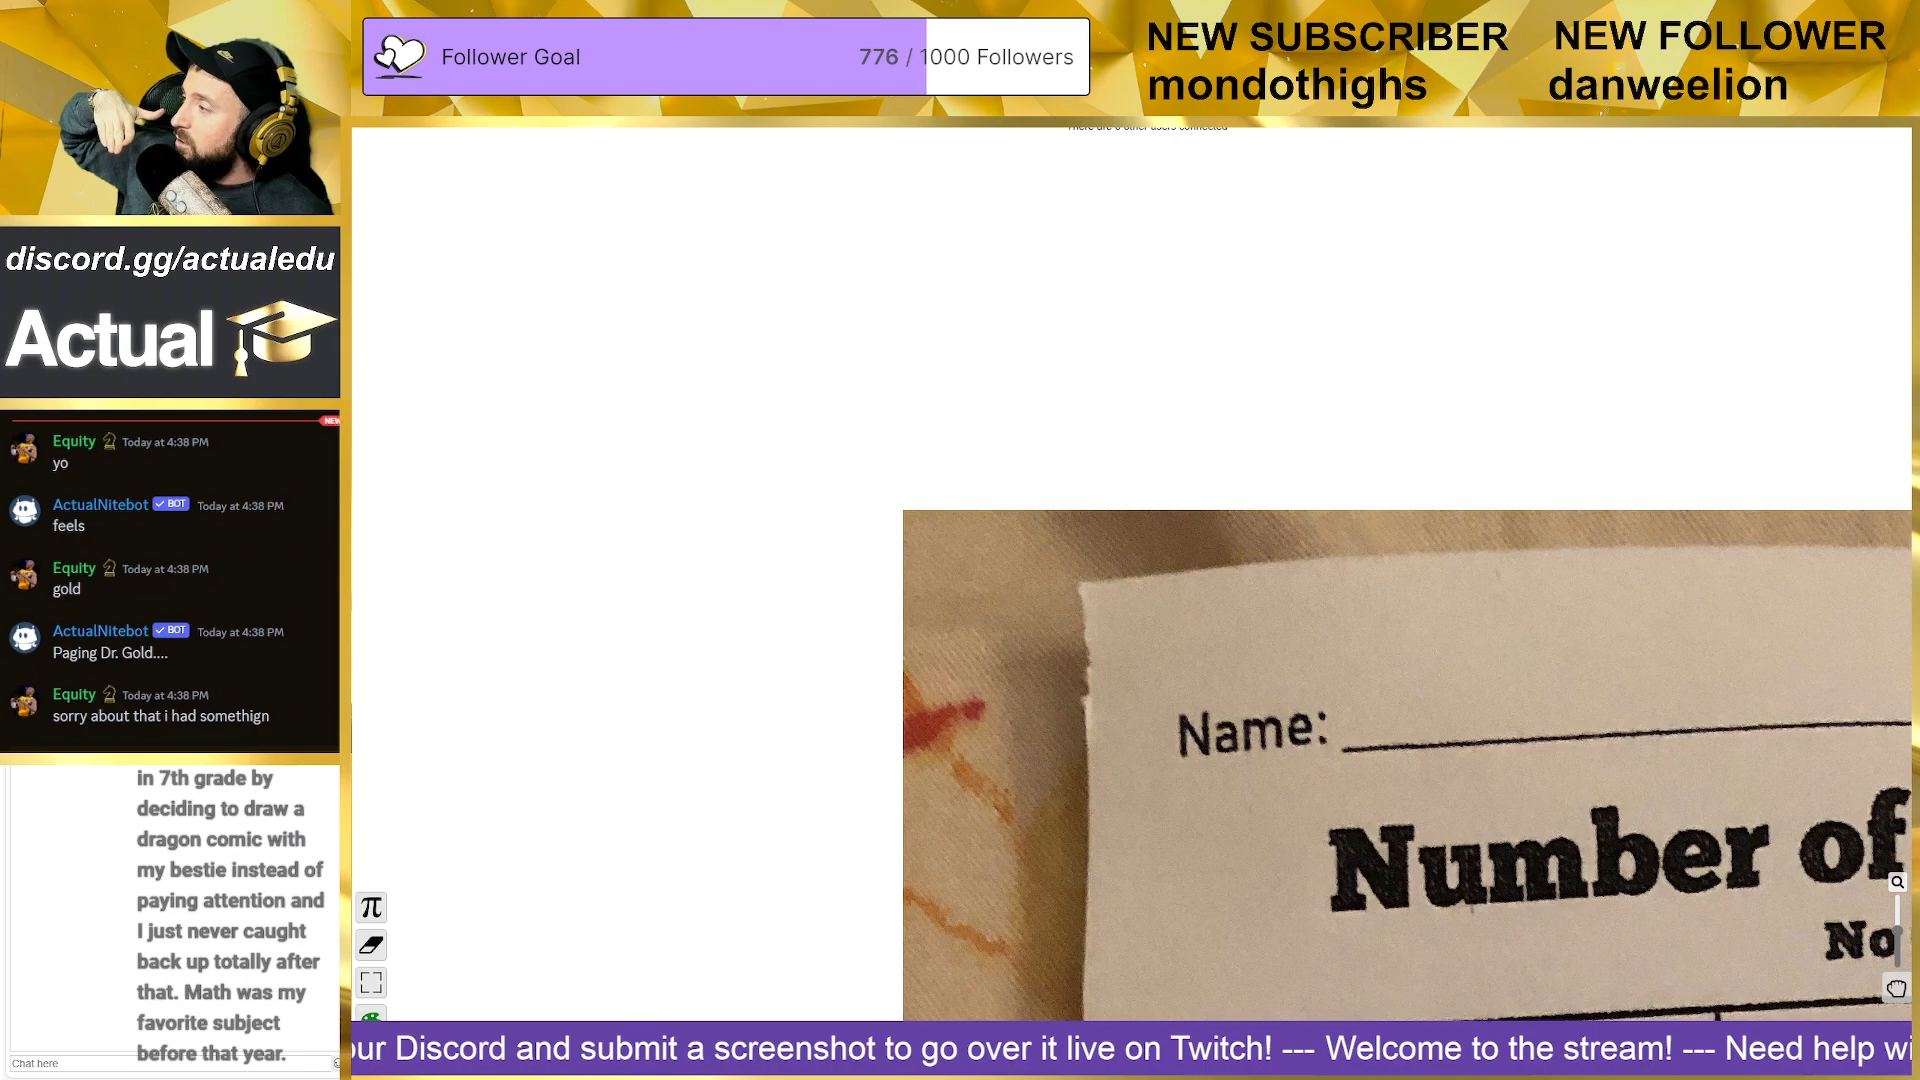 Follower Goal
776 / 1000 Followers
NEW SUBSCRIBER
mondothighs
NEW FOLLOWER
danweelion
discord.gg/actualedu
Actual
NEW
Equity Today at 4:38 PM
yo
ActualNitebot BOT Today at 4:38 PM
feels
Equity Today at 4:38 PM
gold
ActualNitebot BOT Today at 4:38 PM
Paging Dr. Gold....
Equity Today at 4:38 PM
sorry about that i had somethign
in 7th grade by
deciding to draw a
dragon comic with
my bestie instead of
paying attention and
I just never caught
back up totally after
that. Math was my
favorite subject
before that year.
Chat here
π
Name:
Number of
No
our Discord and submit a screenshot to go over it live on Twitch! --- Welcome to the stream! --- Need help wi